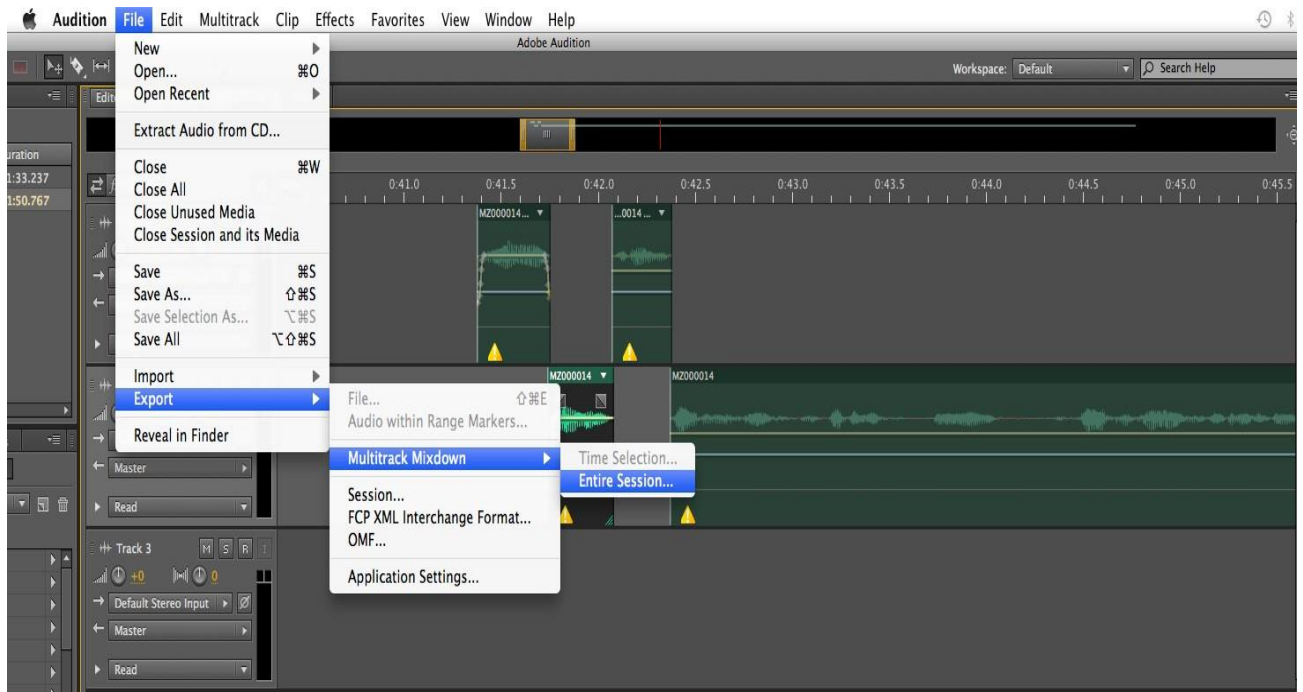 Audition File Edit Multitrack Clip Effects Favorites View Window Help
Adobe Audition
Workspace: Default Search Help
New
Open... ⌘O
Open Recent
Extract Audio from CD...
Close ⌘W
Close All
Close Unused Media
Close Session and its Media
Save ⌘S
Save As... ⇧⌘S
Save Selection As... ⌥⌘S
Save All ⌥⇧⌘S
Import
Export
Reveal in Finder
File... ⇧⌘E
Audio within Range Markers...
Multitrack Mixdown
Session...
FCP XML Interchange Format...
OMF...
Application Settings...
Time Selection...
Entire Session...
1:33.237
1:50.767
0:41.0 0:41.5 0:42.0 0:42.5 0:43.0 0:43.5 0:44.0 0:44.5 0:45.0 0:45.5
MZ000014... ...0014...
MZ000014 MZ000014
Master
Read
Track 3 M S R I
+0 0
Default Stereo Input
Master
Read